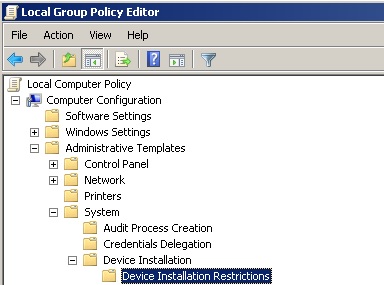 Local Group Policy Editor
File Action View Help
Local Computer Policy
Computer Configuration
Software Settings
Windows Settings
Administrative Templates
Control Panel
Network
Printers
System
Audit Process Creation
Credentials Delegation
Device Installation
Device Installation Restrictions